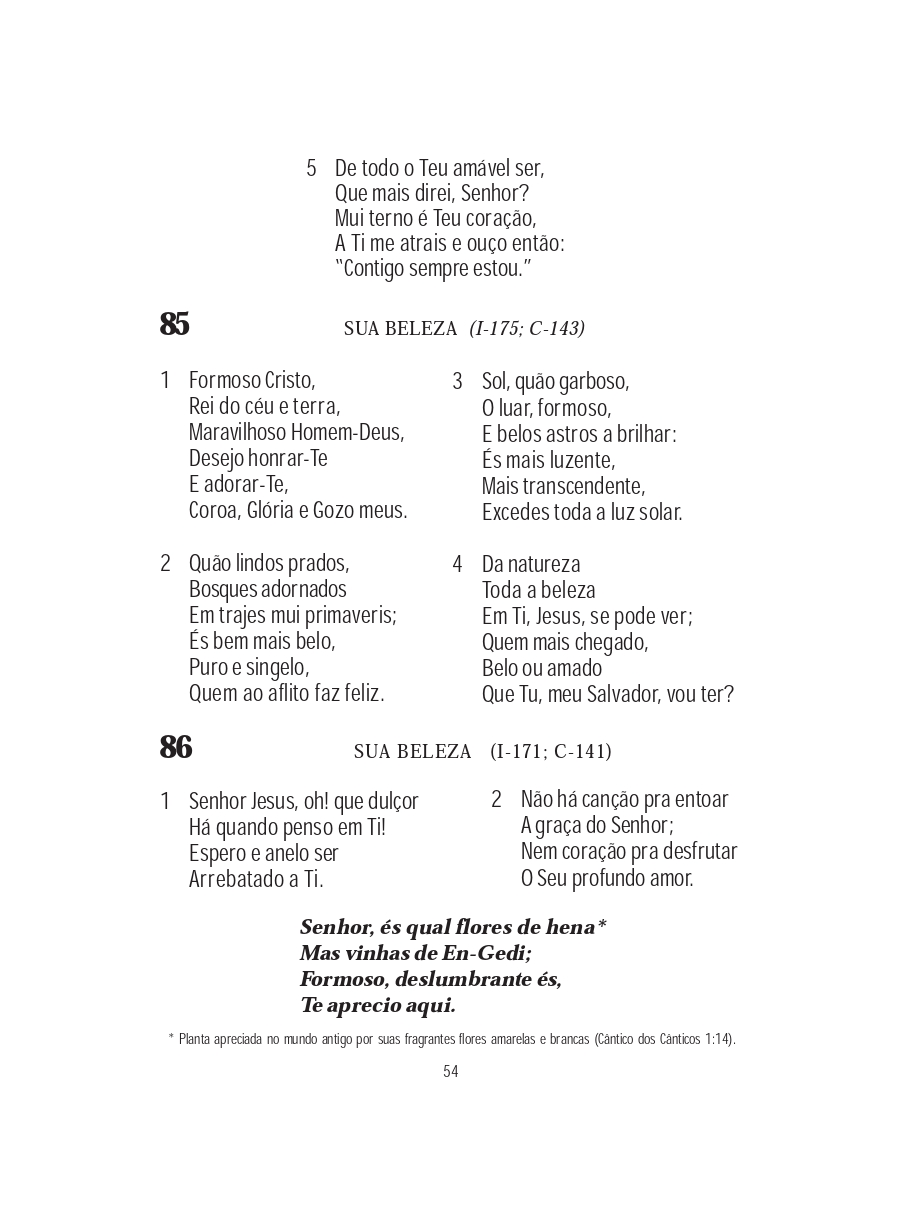 5 De todo o Teu amável ser,
Que mais direi, Senhor?
Mui terno é Teu coração,
A Ti me atrais e ouço então:
“Contigo sempre estou.”
85 SUA BELEZA (I-175; C-143)
1 Formoso Cristo,
Rei do céu e terra,
Maravilhoso Homem-Deus,
Desejo honrar-Te
E adorar-Te,
Coroa, Glória e Gozo meus.
2 Quão lindos prados,
Bosques adornados
Em trajes mui primaveris;
És bem mais belo,
Puro e singelo,
Quem ao aflito faz feliz.
3 Sol, quão garboso,
O luar, formoso,
E belos astros a brilhar:
És mais luzente,
Mais transcendente,
Excedes toda a luz solar.
4 Da natureza
Toda a beleza
Em Ti, Jesus, se pode ver;
Quem mais chegado,
Belo ou amado
Que Tu, meu Salvador, vou ter?
86 SUA BELEZA (I-171; C-141)
1 Senhor Jesus, oh! que dulçor
Há quando penso em Ti!
Espero e anelo ser
Arrebatado a Ti.
2 Não há canção pra entoar
A graça do Senhor;
Nem coração pra desfrutar
O Seu profundo amor.
Senhor, és qual flores de hena*
Mas vinhas de En-Gedi;
Formoso, deslumbrante és,
Te aprecio aqui.
* Planta apreciada no mundo antigo por suas fragrantes flores amarelas e brancas (Cântico dos Cânticos 1:14).
54